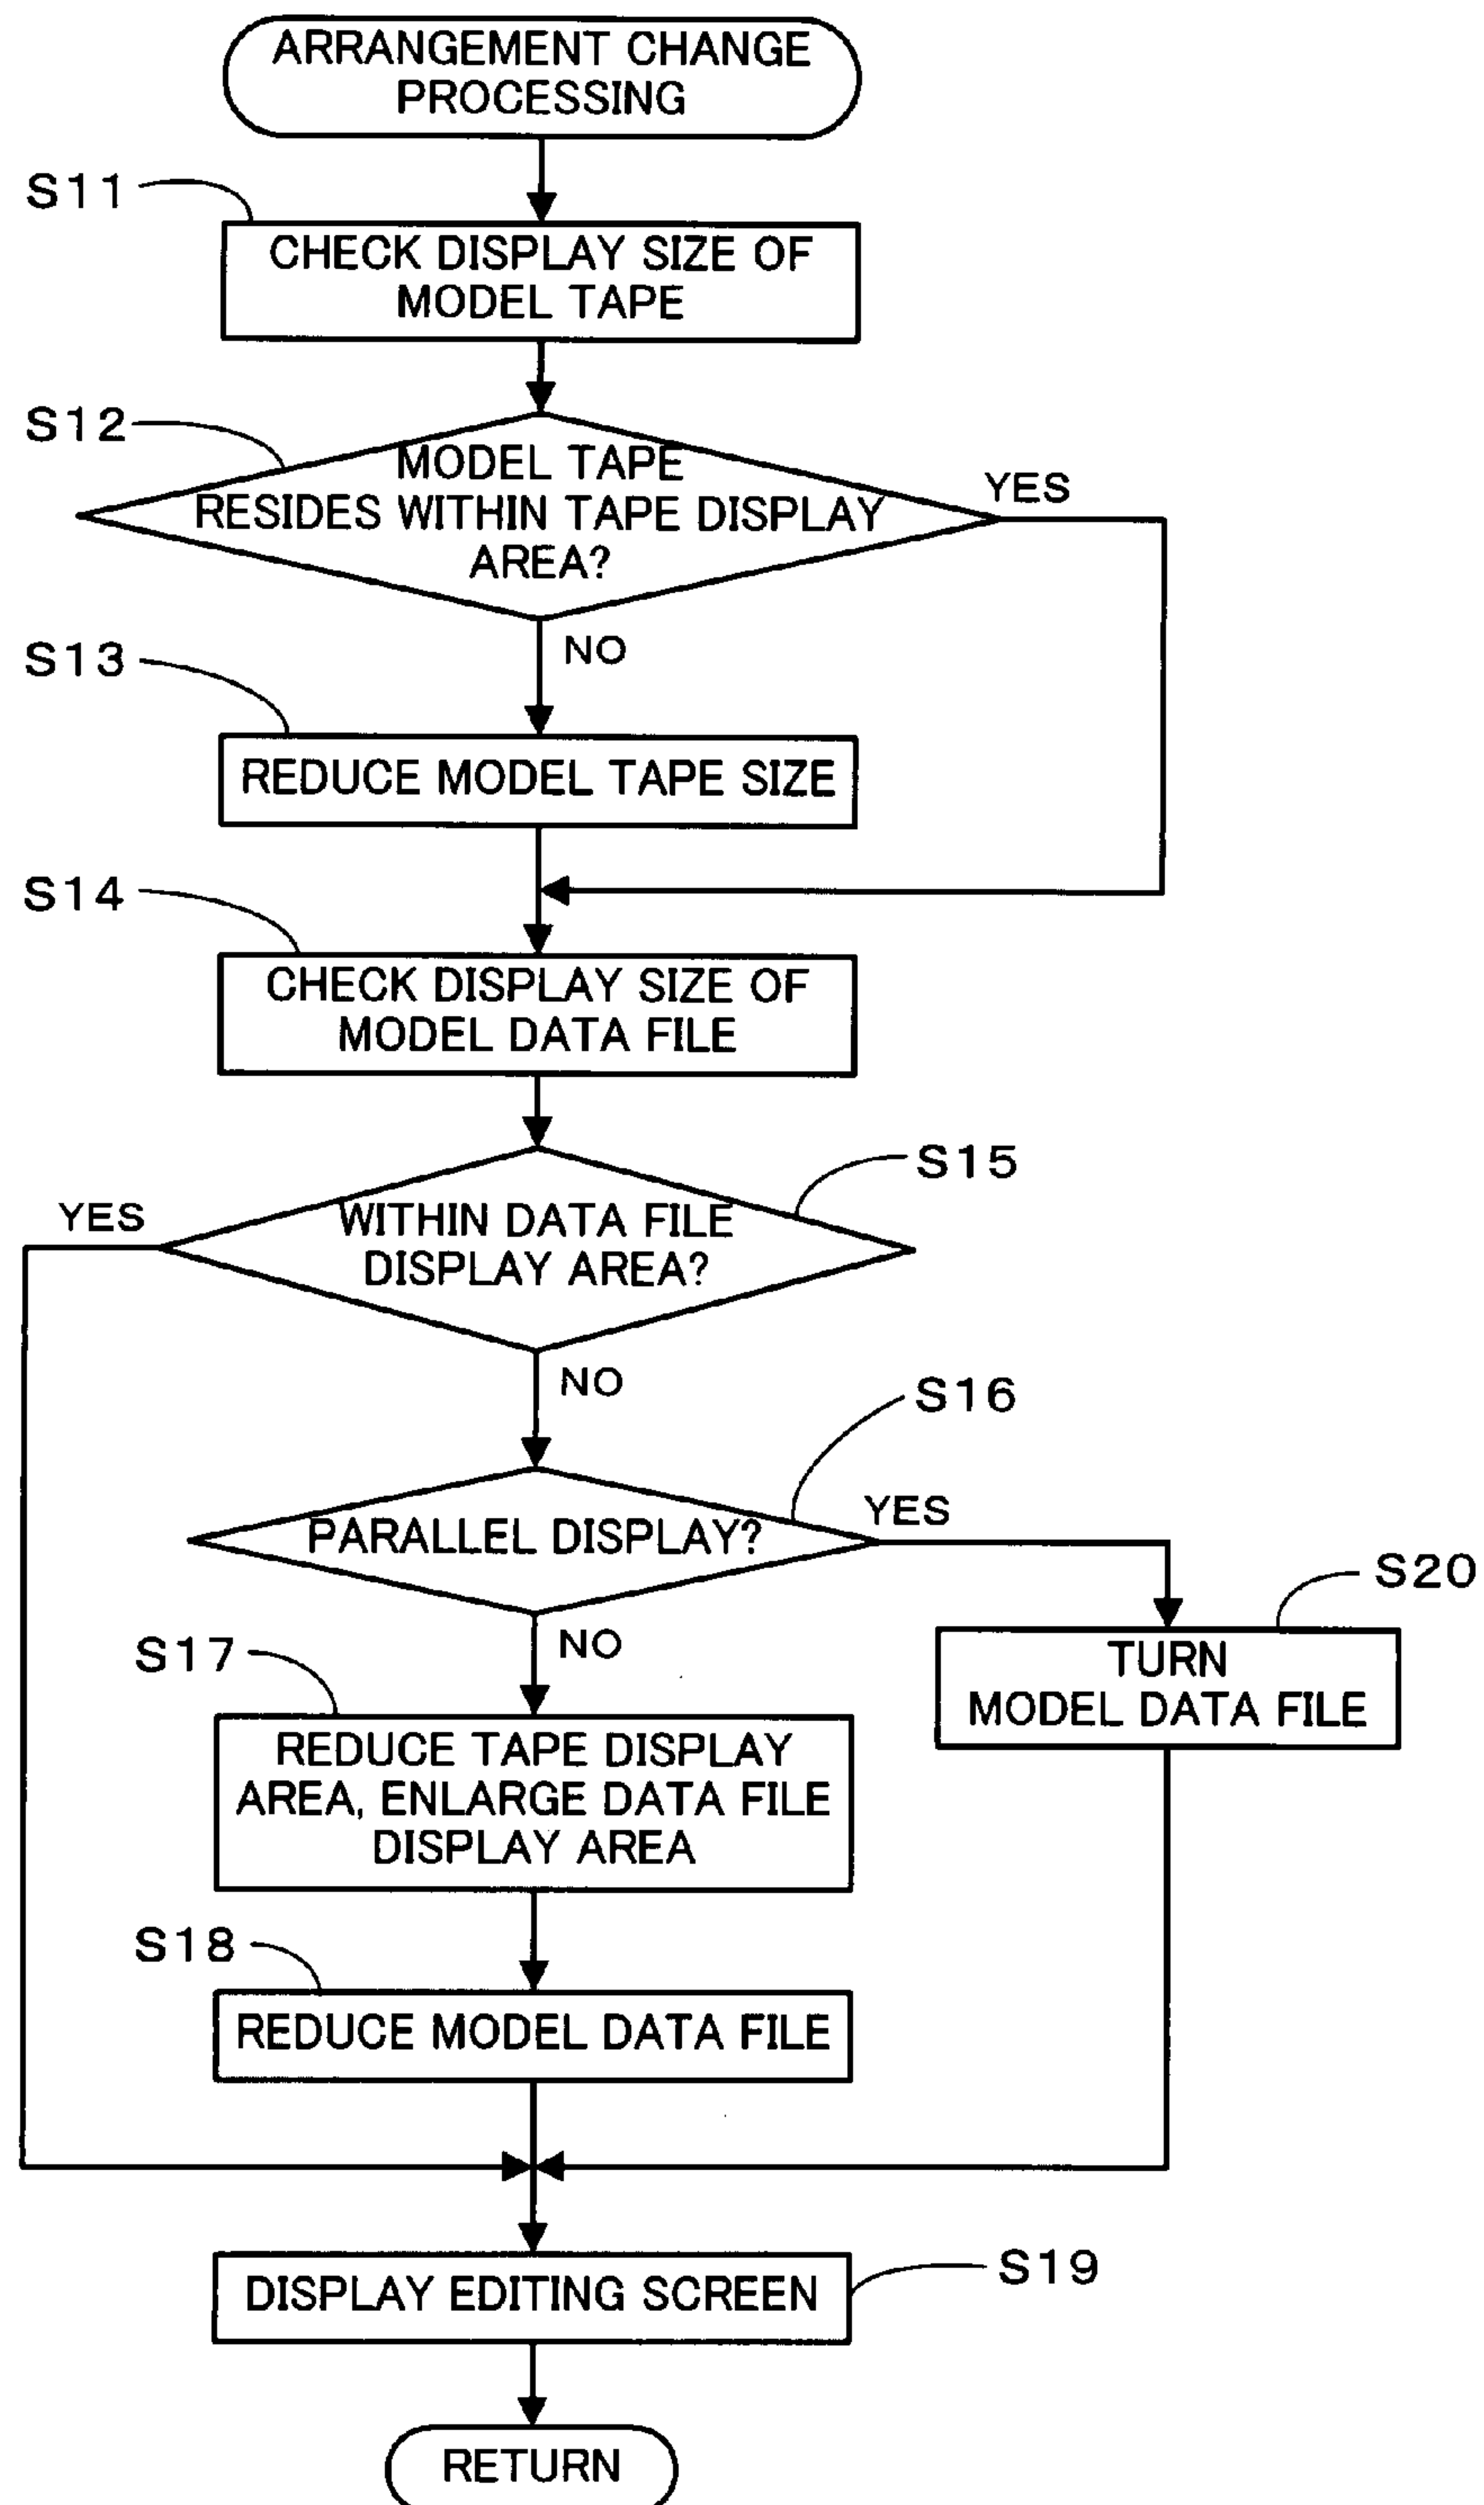 ARRANGEMENT CHANGE
PROCESSING
S11
CHECK DISPLAY SIZE OF
MODEL TAPE
S12
MODEL TAPE
RESIDES WITHIN TAPE DISPLAY
AREA?
YES
NO
S13
REDUCE MODEL TAPE SIZE
S14
CHECK DISPLAY SIZE OF
MODEL DATA FILE
S15
YES
WITHIN DATA FILE
DISPLAY AREA?
NO
S16
PARALLEL DISPLAY?
YES
S20
NO
TURN
MODEL DATA FILE
S17
REDUCE TAPE DISPLAY
AREA, ENLARGE DATA FILE
DISPLAY AREA
S18
REDUCE MODEL DATA FILE
S19
DISPLAY EDITING SCREEN
RETURN